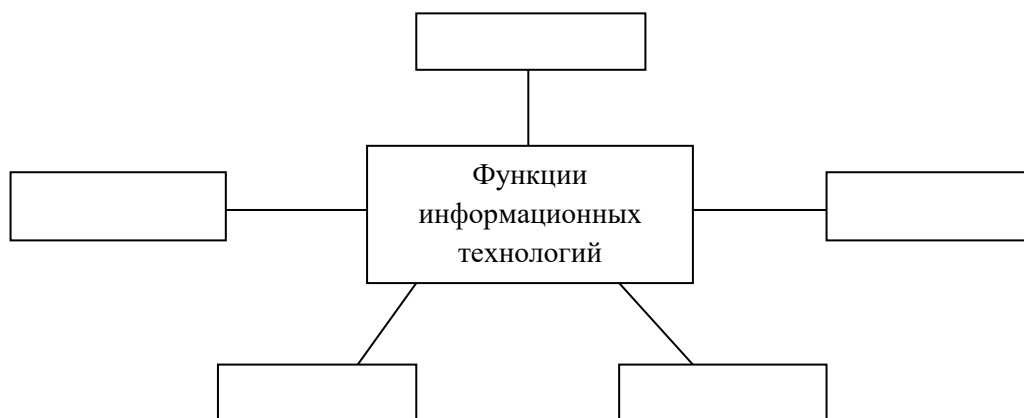 Функции
информационных
технологий